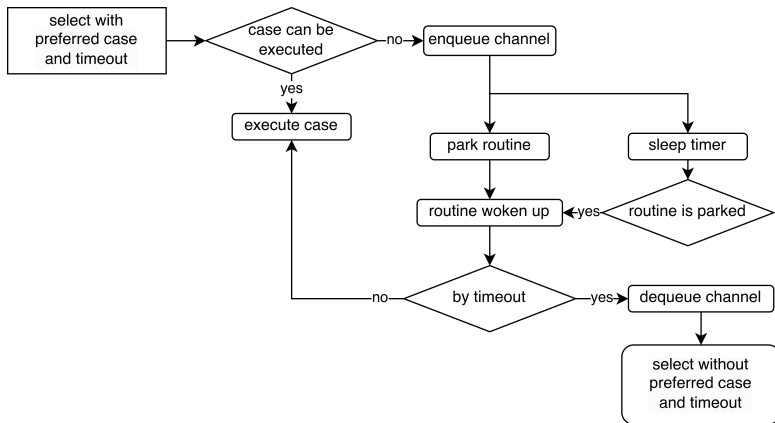 select with
preferred case
and timeout
case can be
executed
no
enqueue channel
yes
execute case
park routine
sleep timer
routine woken up
yes
routine is parked
no
by timeout
yes
dequeue channel
select without
preferred case
and timeout